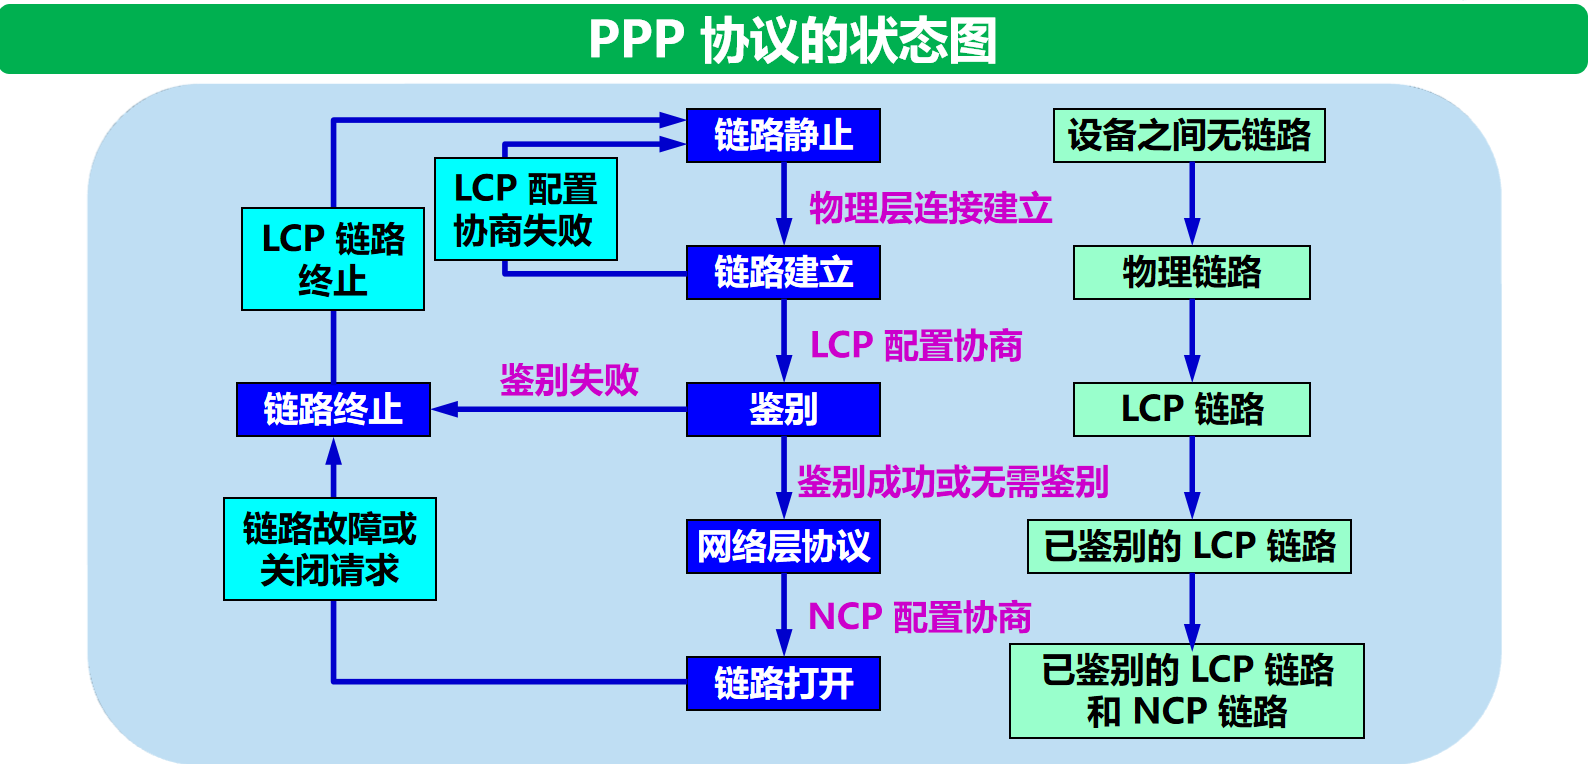 PPP 协议的状态图
链路静止
设备之间无链路
LCP 配置
协商失败
物理层连接建立
LCP 链路
终止
链路建立
物理链路
LCP 配置协商
鉴别失败
链路终止
鉴别
LCP 链路
鉴别成功或无需鉴别
链路故障或
关闭请求
网络层协议
已鉴别的 LCP 链路
NCP 配置协商
链路打开
已鉴别的 LCP 链路
和 NCP 链路